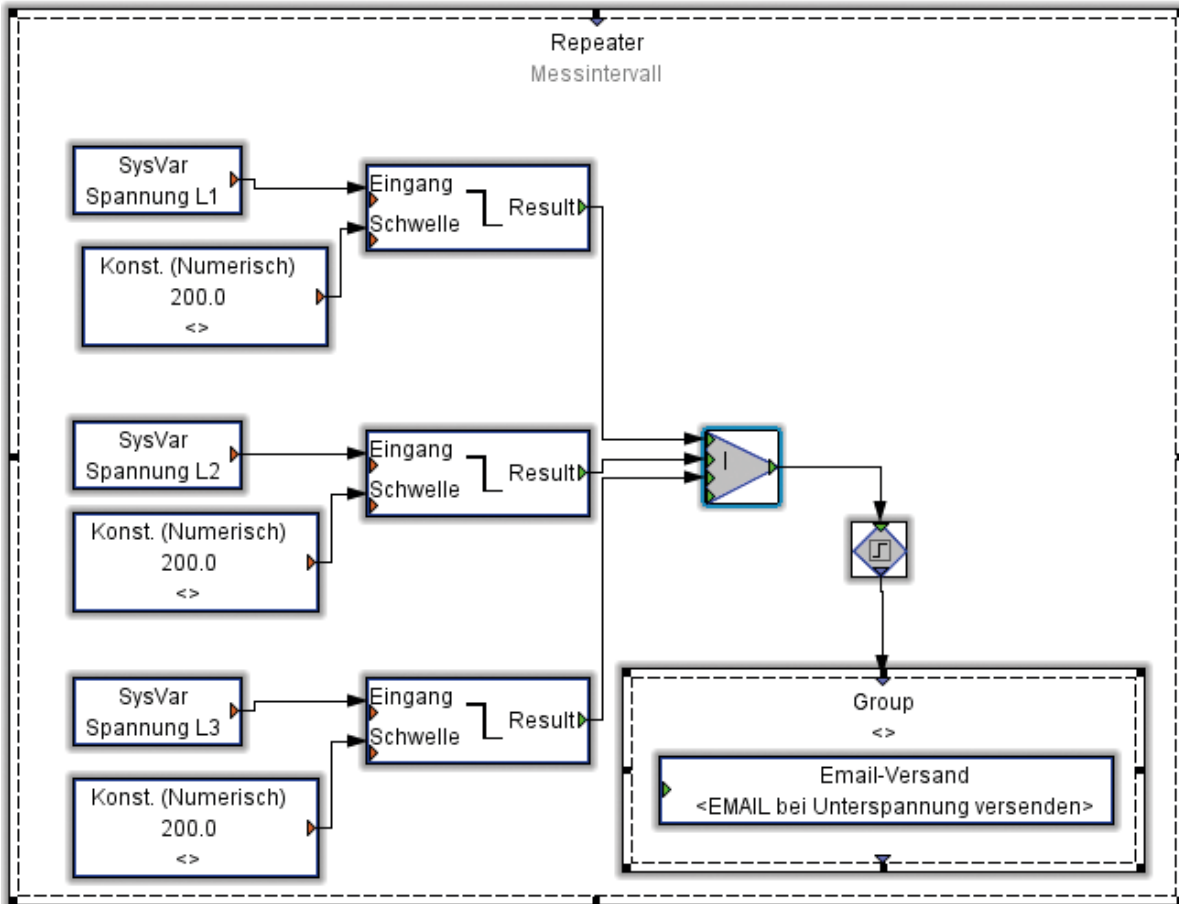 Repeater
Messintervall
SysVar
Spannung L1
Eingang
Schwelle
Result
Konst. (Numerisch)
200.0
<>
SysVar
Spannung L2
Eingang
Schwelle
Result
Konst. (Numerisch)
200.0
<>
SysVar
Spannung L3
Eingang
Schwelle
Result
Konst. (Numerisch)
200.0
<>
|
Group
<>
Email-Versand
<EMAIL bei Unterspannung versenden>